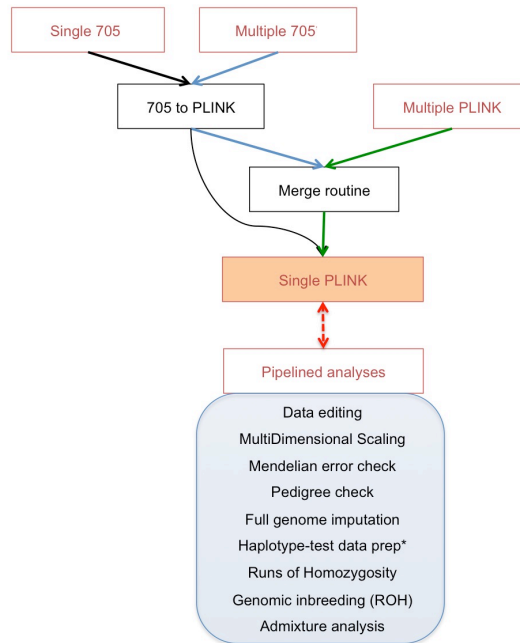 Single 705
Multiple 705
705 to PLINK
Multiple PLINK
Merge routine
Single PLINK
Pipelined analyses
Data editing
MultiDimensional Scaling
Mendelian error check
Pedigree check
Full genome imputation
Haplotype-test data prep*
Runs of Homozygosity
Genomic inbreeding (ROH)
Admixture analysis